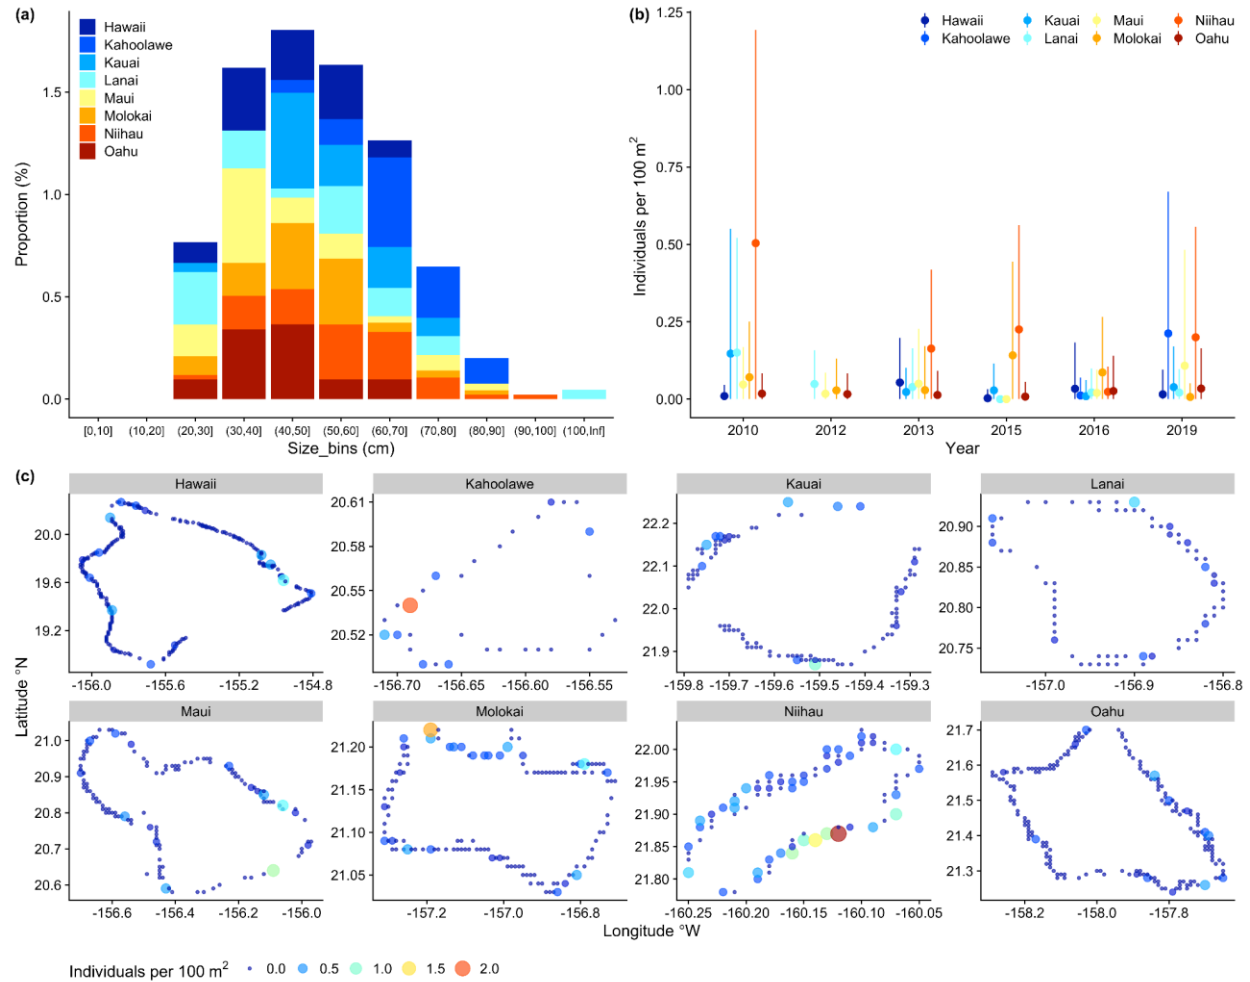 (a)
Hawaii
Kahoolawe
Kauai
Lanai
Maui
Molokai
Niihau
Oahu
Proportion (%)
1.5
1.0
0.5
0.0
[0,10] (10,20] (20,30] (30,40] (40,50] (50,60] (60,70] (70,80] (80,90] (90,100] (100,Inf]
Size_bins (cm)
(b)
Hawaii Kauai Maui Niihau
Kahoolawe Lanai Molokai Oahu
Individuals per 100 m²
1.25
1.00
0.75
0.50
0.25
0.00
2010 2012 2013 2015 2016 2019
Year
(c)
Latitude °N
Hawaii
20.0
19.6
19.2
-156.0 -155.6 -155.2 -154.8
Kahoolawe
20.61
20.58
20.55
20.52
-156.70 -156.65 -156.60 -156.55
Kauai
22.2
22.1
22.0
21.9
-159.8 -159.7 -159.6 -159.5 -159.4 -159.3
Lanai
20.90
20.85
20.80
20.75
-157.0 -156.9 -156.8
Maui
21.0
20.9
20.8
20.7
20.6
-156.6 -156.4 -156.2 -156.0
Molokai
21.20
21.15
21.10
21.05
-157.2 -157.0 -156.8
Niihau
22.00
21.95
21.90
21.85
21.80
-160.25 -160.20 -160.15 -160.10 -160.05
Oahu
21.7
21.6
21.5
21.4
21.3
-158.2 -158.0 -157.8
Longitude °W
Individuals per 100 m² 0.0 0.5 1.0 1.5 2.0